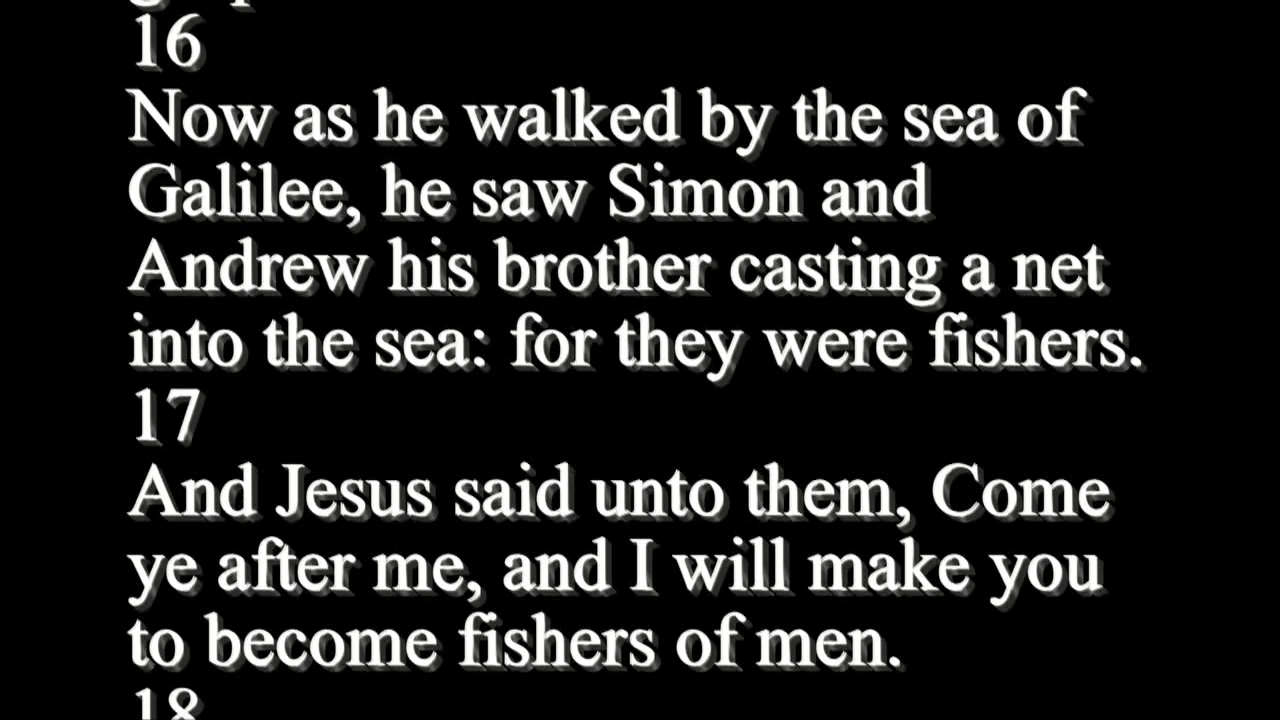 16
Now as he walked by the sea of
Galilee, he saw Simon and
Andrew his brother casting a net
into the sea: for they were fishers.
17
And Jesus said unto them, Come
ye after me, and I will make you
to become fishers of men.
18